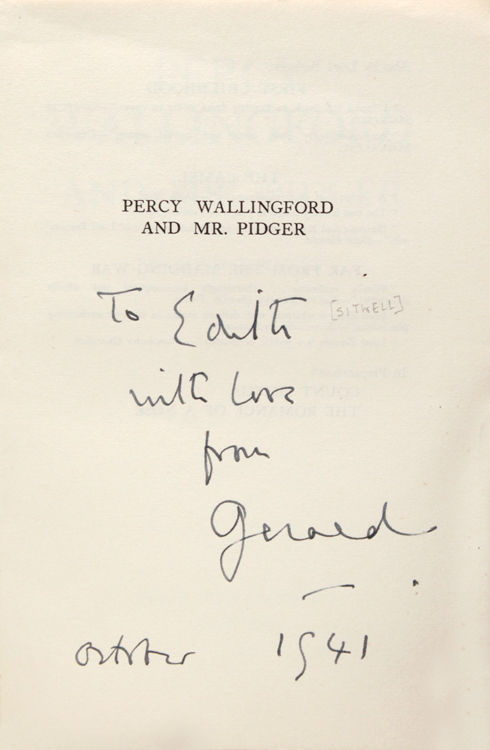 PERCY WALLINGFORD
AND MR. PIDGER
To Edith [SITWELL]
with love
from
Gerald
October 1941